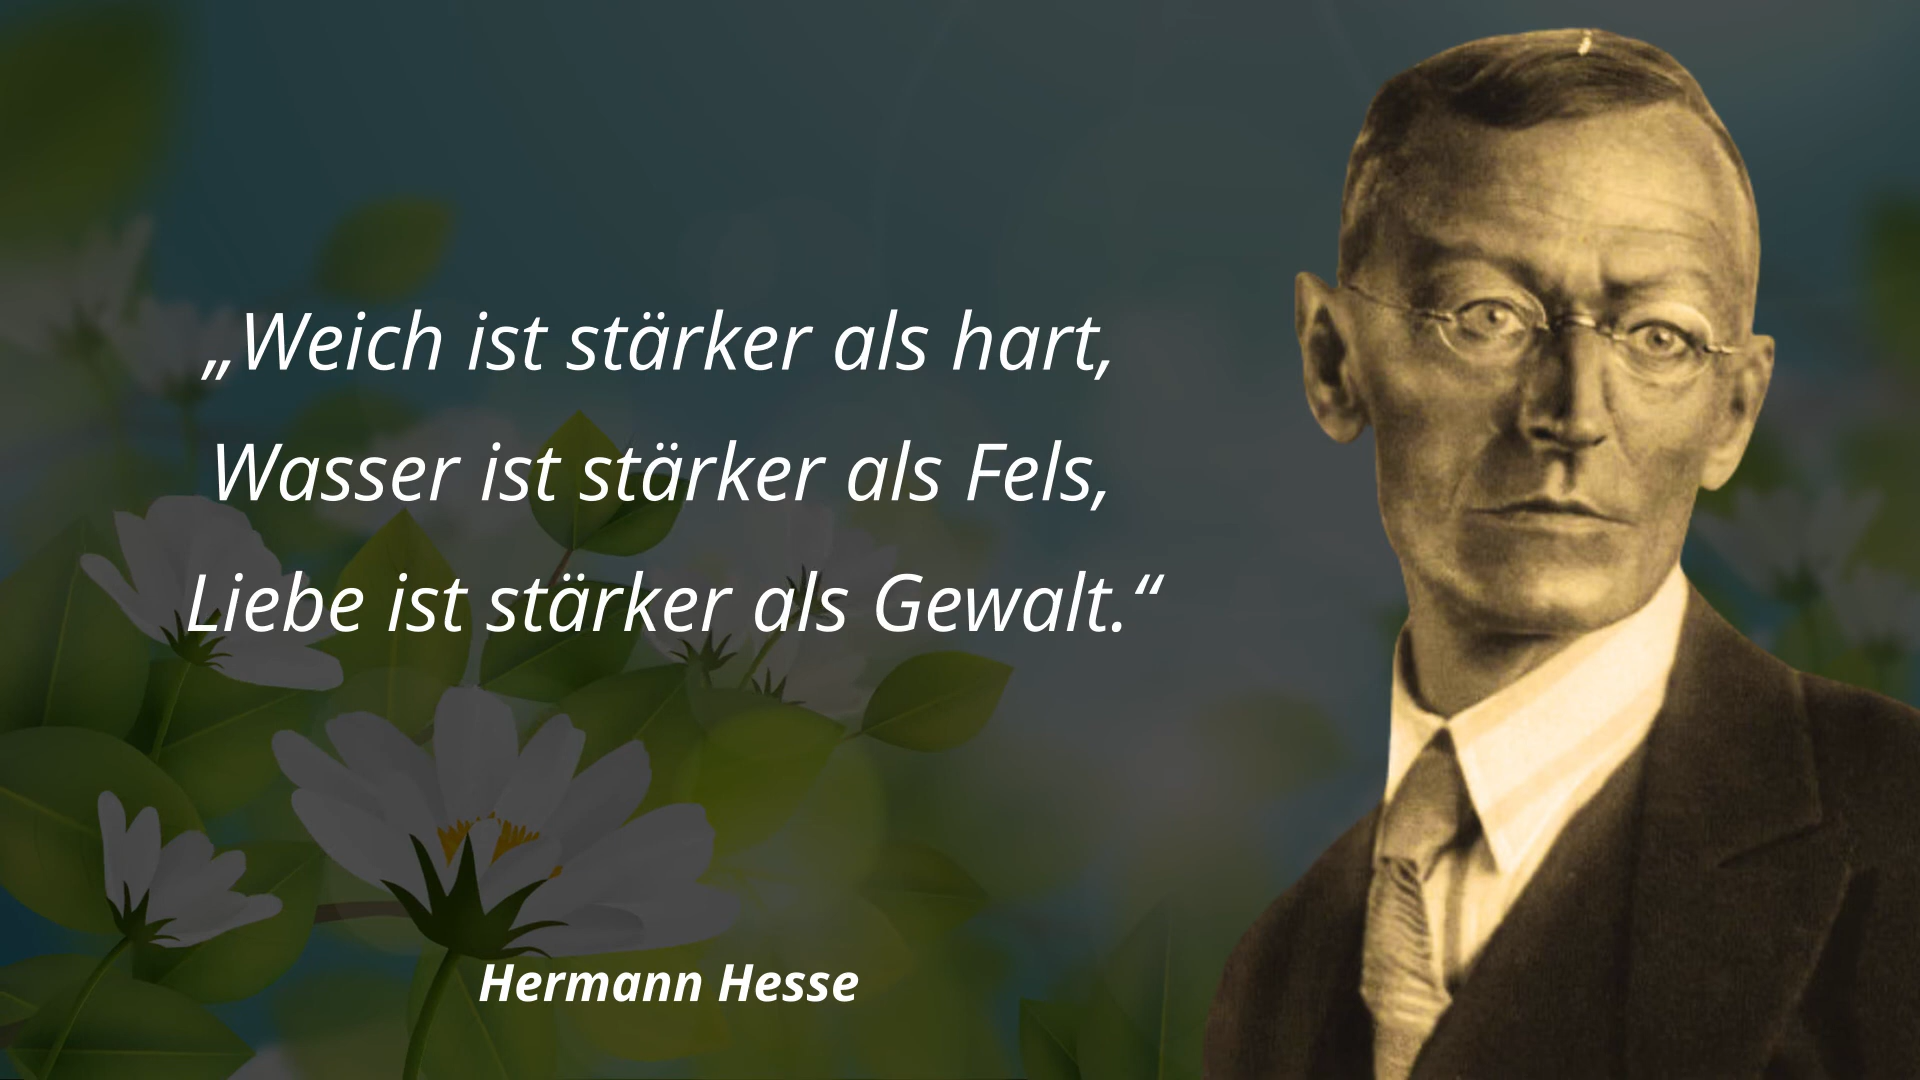 „Weich ist stärker als hart,
Wasser ist stärker als Fels,
Liebe ist stärker als Gewalt.“
Hermann Hesse